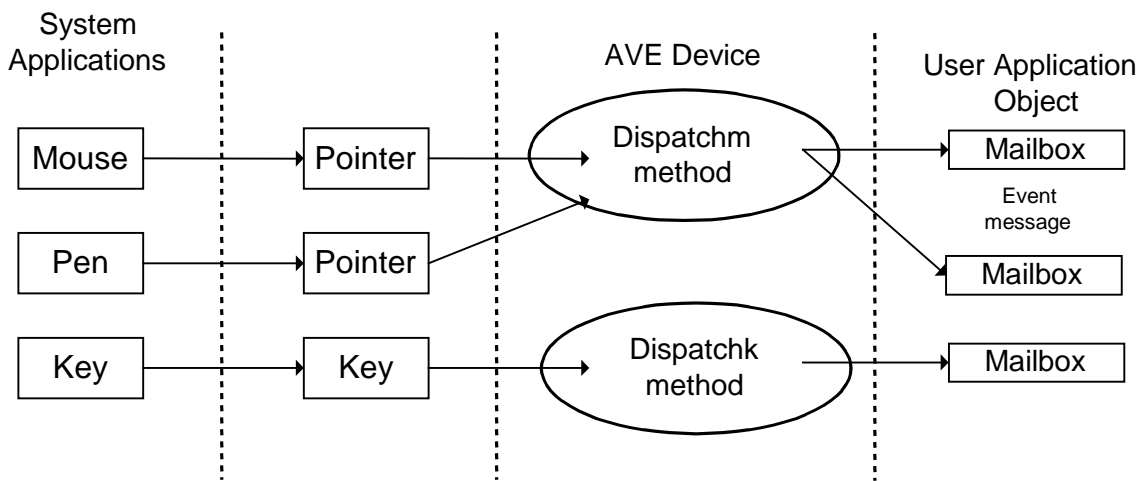 System
Applications
AVE Device
User Application
Object
Mouse
Pointer
Dispatchm
method
Mailbox
Event
message
Pen
Pointer
Mailbox
Key
Key
Dispatchk
method
Mailbox